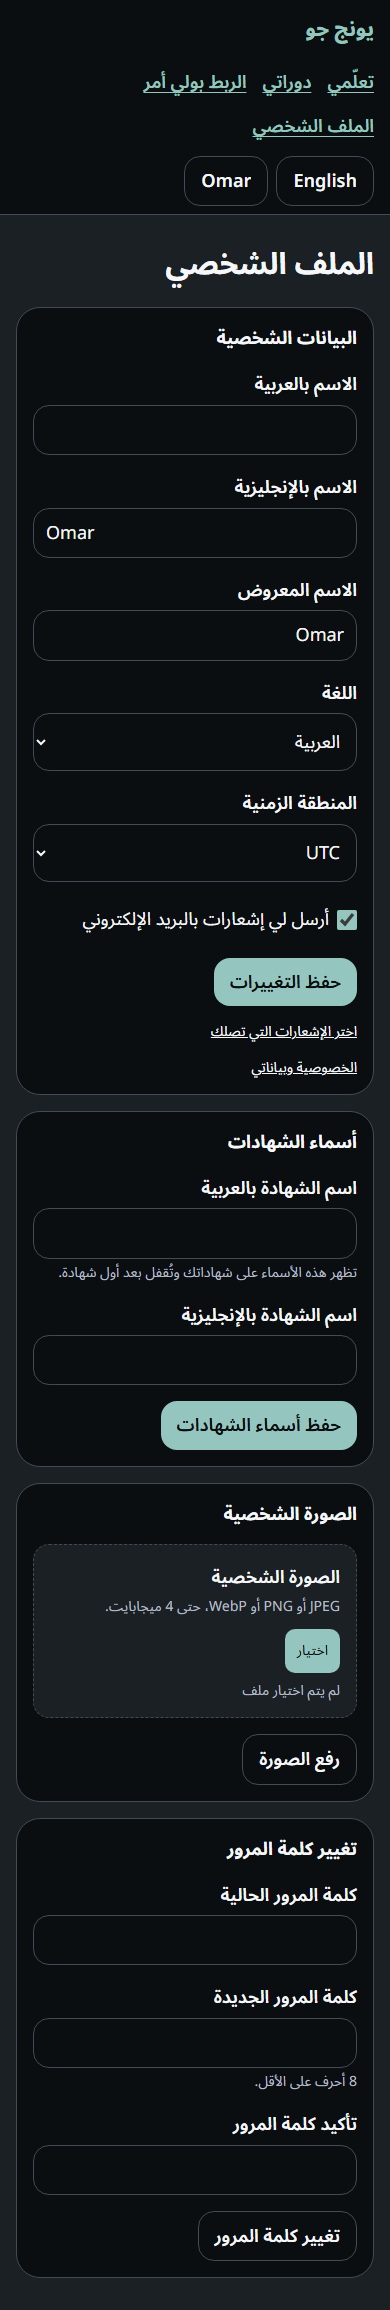 يونج جو
تعلّمي دوراتي الربط بولي أمر
الملف الشخصي
English Omar
الملف الشخصي
البيانات الشخصية
الاسم بالعربية
الاسم بالإنجليزية
Omar
الاسم المعروض
Omar
اللغة
العربية
المنطقة الزمنية
UTC
أرسل لي إشعارات بالبريد الإلكتروني
حفظ التغييرات
اختر الإشعارات التي تصلك
الخصوصية وبياناتي
أسماء الشهادات
اسم الشهادة بالعربية
تظهر هذه الأسماء على شهاداتك وتُقفل بعد أول شهادة.
اسم الشهادة بالإنجليزية
حفظ أسماء الشهادات
الصورة الشخصية
الصورة الشخصية
JPEG أو PNG أو WebP، حتى 4 ميجابايت.
اختيار
لم يتم اختيار ملف
رفع الصورة
تغيير كلمة المرور
كلمة المرور الحالية
كلمة المرور الجديدة
8 أحرف على الأقل.
تأكيد كلمة المرور
تغيير كلمة المرور